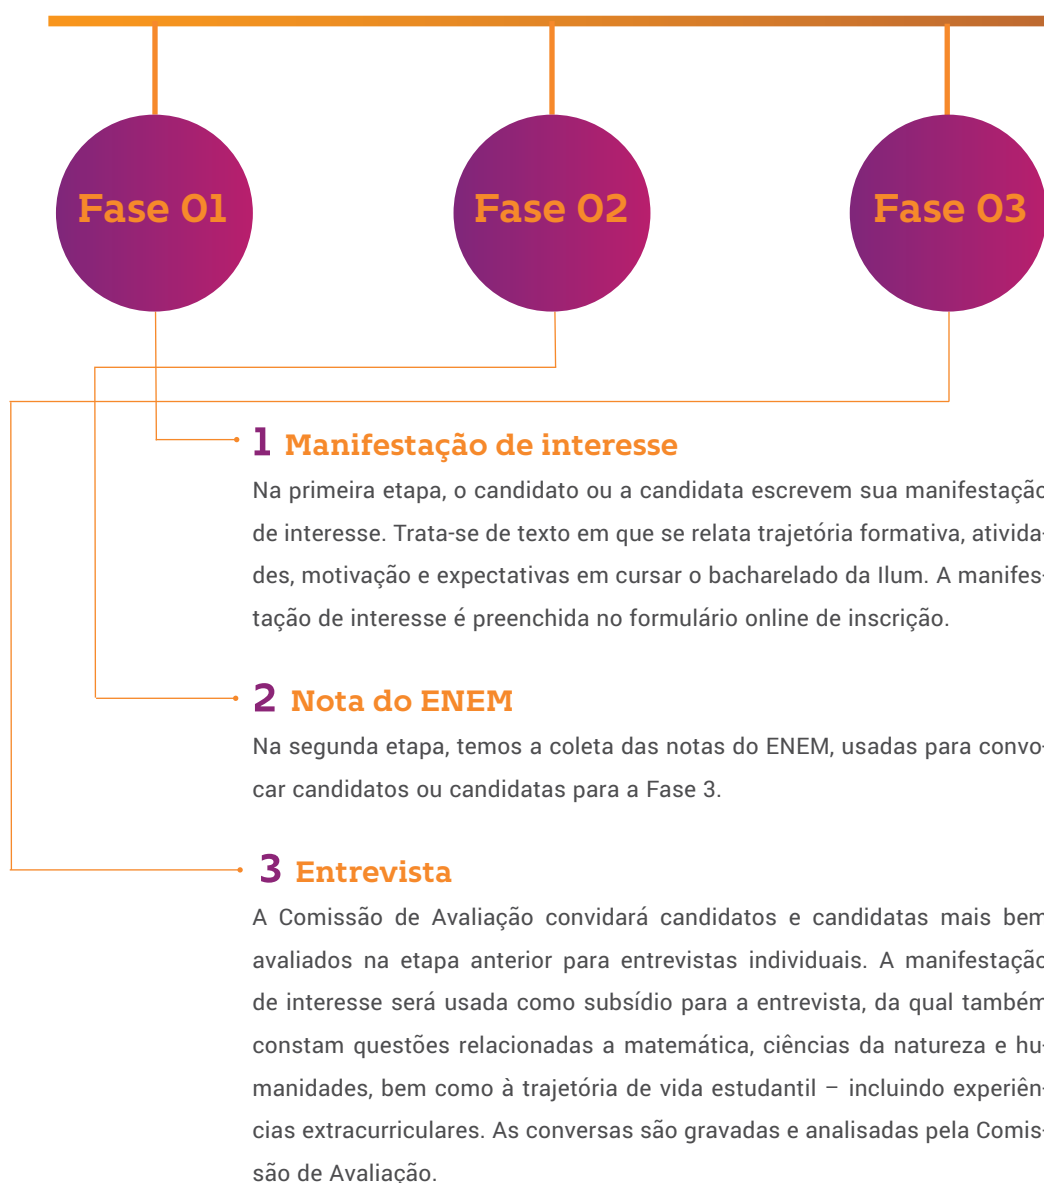 Fase 01
Fase 02
Fase 03
1 Manifestação de interesse
Na primeira etapa, o candidato ou a candidata escrevem sua manifestação
de interesse. Trata-se de texto em que se relata trajetória formativa, ativida-
des, motivação e expectativas em cursar o bacharelado da Ilum. A manifes-
tação de interesse é preenchida no formulário online de inscrição.
2 Nota do ENEM
Na segunda etapa, temos a coleta das notas do ENEM, usadas para convo-
car candidatos ou candidatas para a Fase 3.
3 Entrevista
A Comissão de Avaliação convidará candidatos e candidatas mais bem
avaliados na etapa anterior para entrevistas individuais. A manifestação
de interesse será usada como subsídio para a entrevista, da qual também
constam questões relacionadas a matemática, ciências da natureza e hu-
manidades, bem como à trajetória de vida estudantil – incluindo experiên-
cias extracurriculares. As conversas são gravadas e analisadas pela Comis-
são de Avaliação.